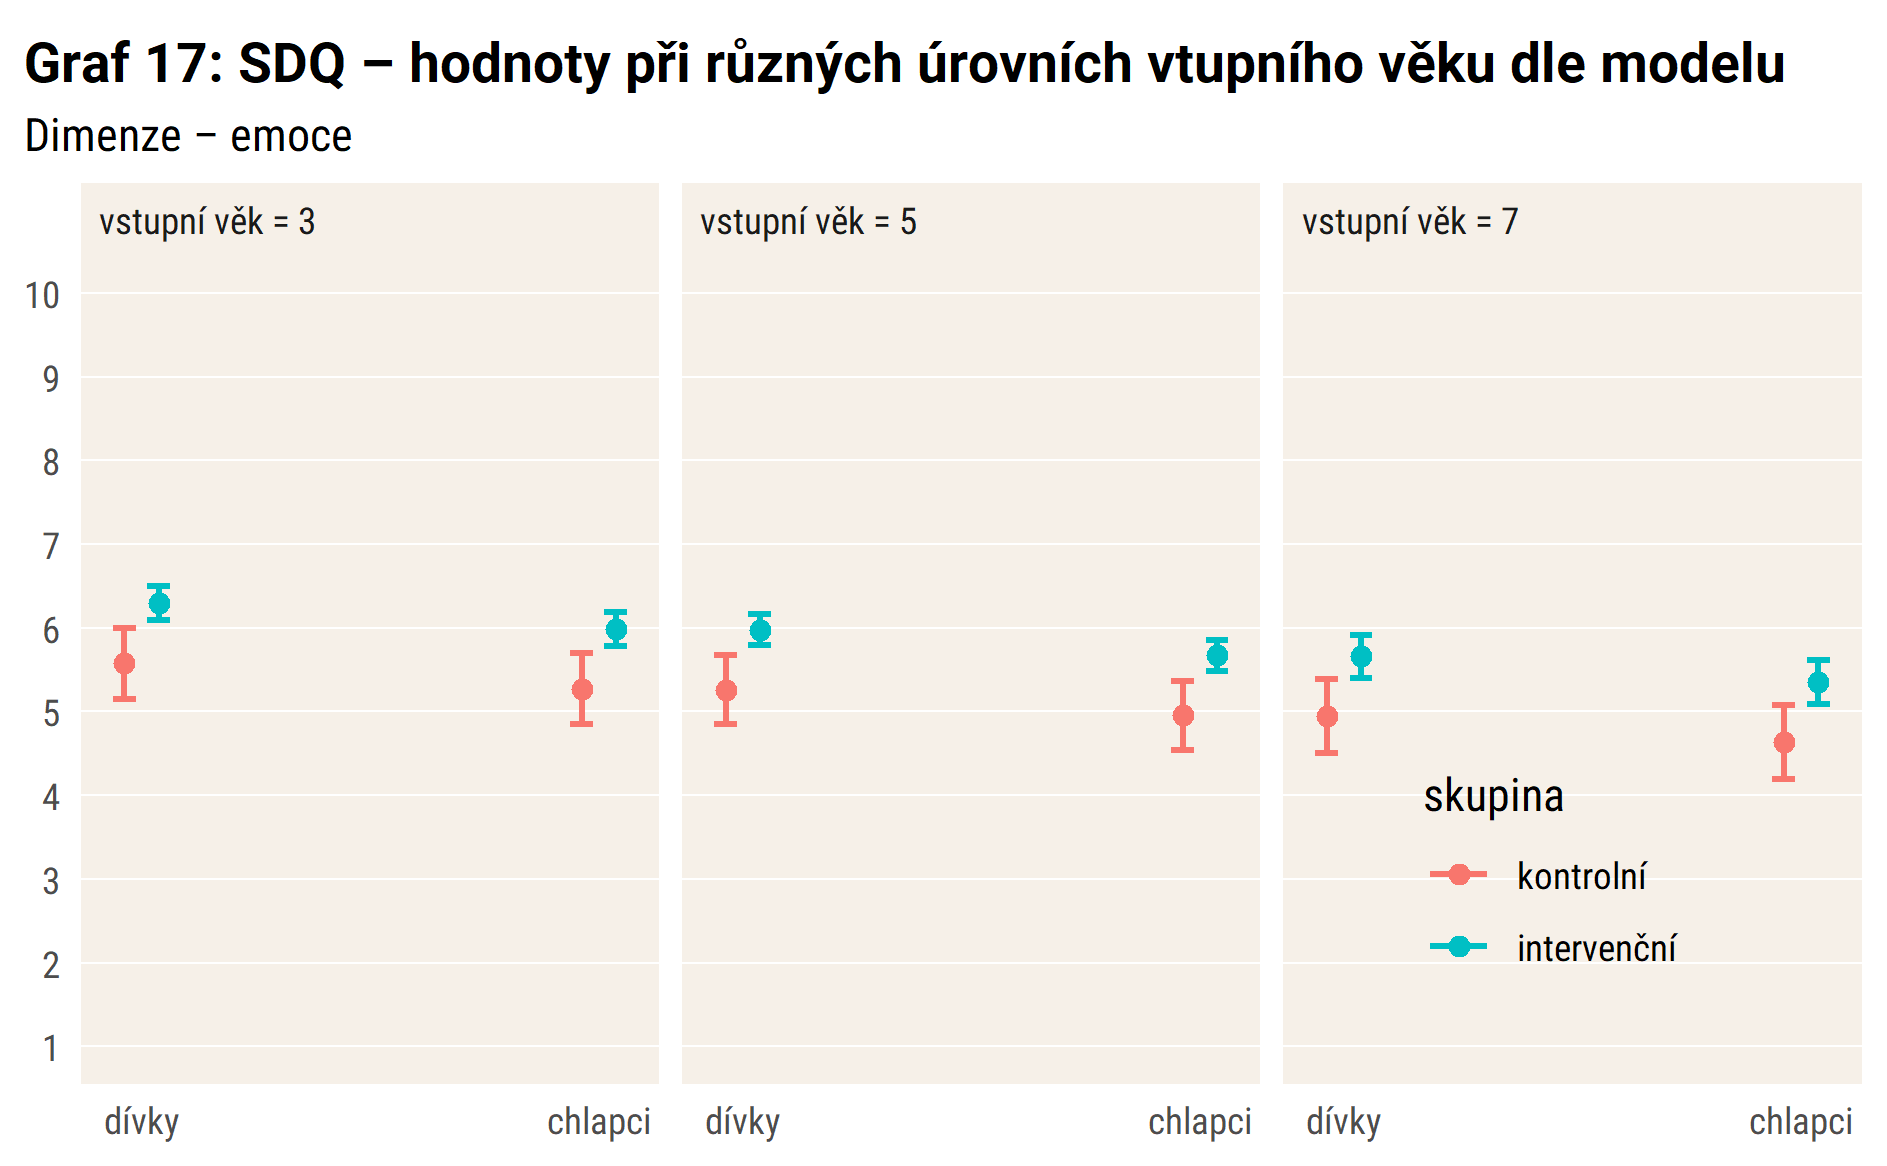 Graf 17: SDQ – hodnoty při různých úrovních vtupního věku dle modelu
Dimenze – emoce
vstupní věk = 3
vstupní věk = 5
vstupní věk = 7
10
9
8
7
6
5
4
3
2
1
skupina
kontrolní
intervenční
dívky
chlapci
dívky
chlapci
dívky
chlapci